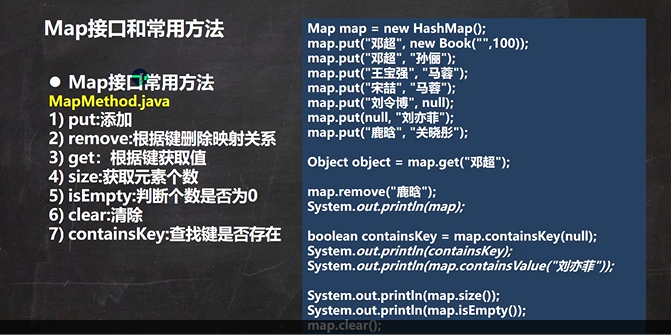 Map接口和常用方法
● Map接口常用方法
MapMethod.java
1) put:添加
2) remove:根据键删除映射关系
3) get：根据键获取值
4) size:获取元素个数
5) isEmpty:判断个数是否为0
6) clear:清除
7) containsKey:查找键是否存在
Map map = new HashMap();
map.put("邓超", new Book("",100));
map.put("邓超", "孙俪");
map.put("王宝强", "马蓉");
map.put("宋喆", "马蓉");
map.put("刘令博", null);
map.put(null, "刘亦菲");
map.put("鹿晗", "关晓彤");
Object object = map.get("邓超");
map.remove("鹿晗");
System.out.println(map);
boolean containsKey = map.containsKey(null);
System.out.println(containsKey);
System.out.println(map.containsValue("刘亦菲"));
System.out.println(map.size());
System.out.println(map.isEmpty());
map.clear();